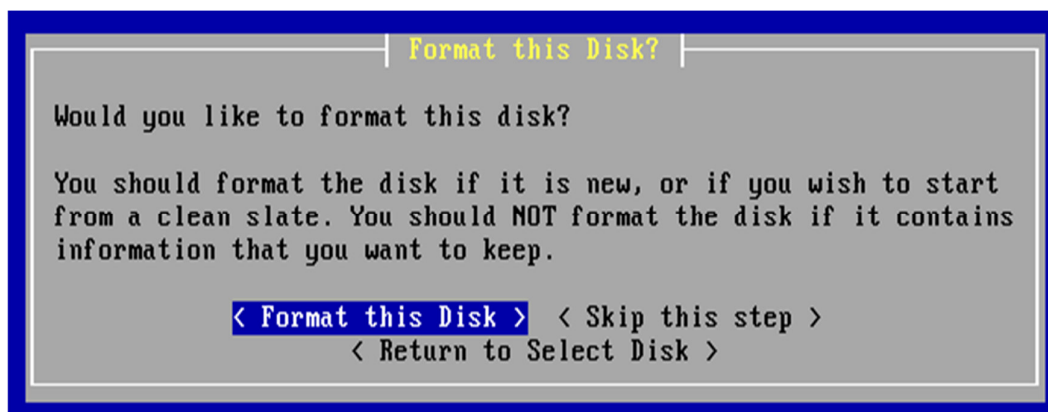 Format this Disk?
Would you like to format this disk?
You should format the disk if it is new, or if you wish to start
from a clean slate. You should NOT format the disk if it contains
information that you want to keep.
< Format this Disk > < Skip this step >
< Return to Select Disk >